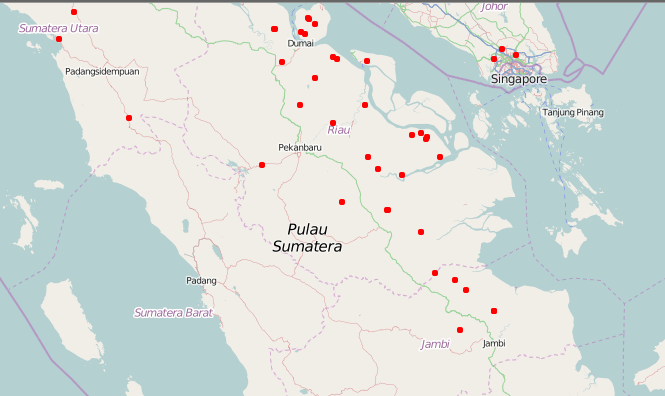 Johor
Sumatera Utara
Dumai
Padangsidempuan
Singapore
Tanjung Pinang
Riau
Pekanbaru
Pulau
Sumatera
Padang
Sumatera Barat
Jambi
Jambi